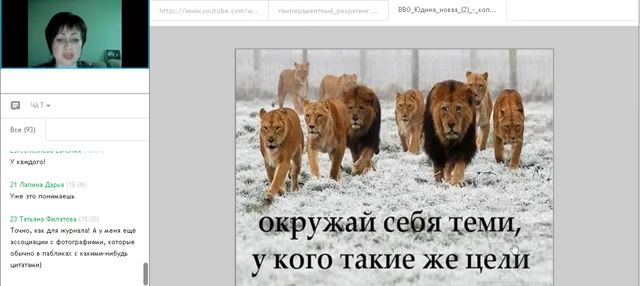 https://www.youtube.com/w...
темпераментный_рекрутинг....
ВВО_Юдина_новая_(2)_-_коп...
ЧАТ
Все (93)
У каждого!
21 Лапина Дарья (18:08)
Уже это понимаешь
23 Татьяна Филатова (18:08)
Точно, как для журнала! А у меня ещё
ассоциации с фотографиями, которые
обычно в пабликах с какими-нибудь
цитатами)
окружай себя теми,
у кого такие же цели